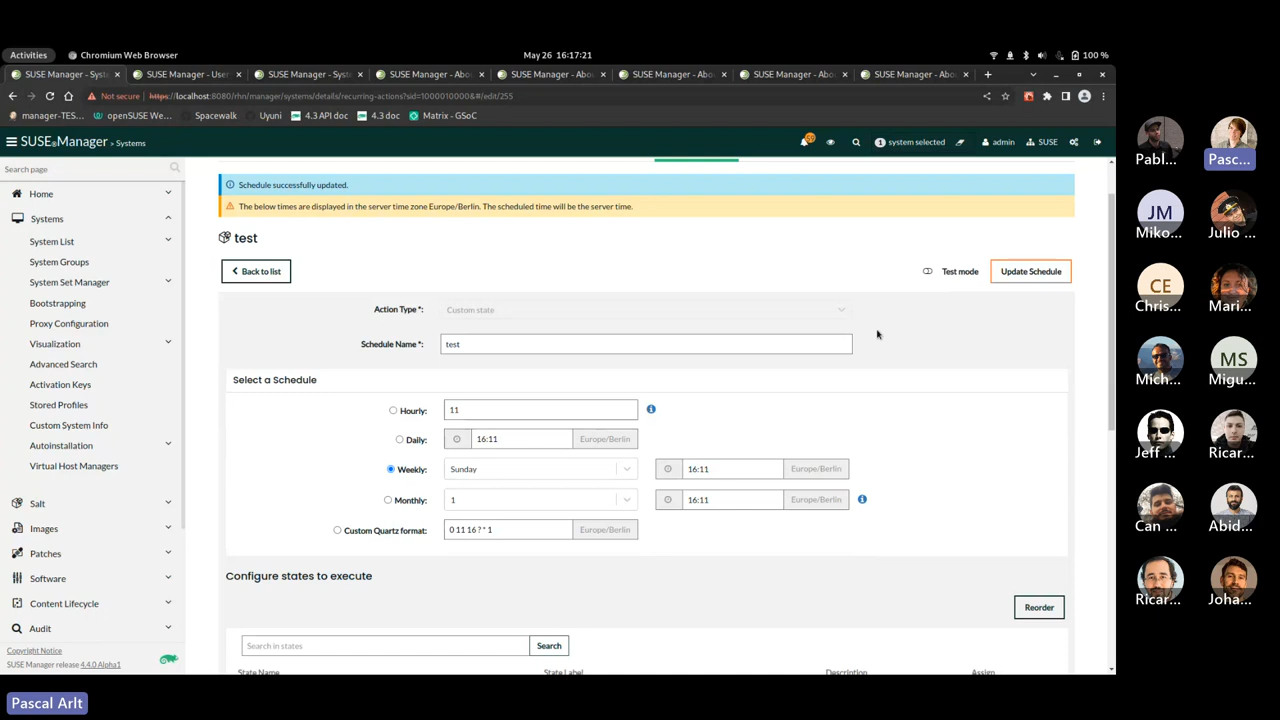 Activities
Chromium Web Browser
May 26 16:17:21
100 %
SUSE Manager - Syst
SUSE Manager - User
SUSE Manager - System
SUSE Manager - Abou
SUSE Manager - Abou
SUSE Manager - Abou
SUSE Manager - Abou
SUSE Manager - Abou
Not secure
https://localhost:8080/rhn/manager/systems/details/recurring-actions?sid=1000010000&#/edit/255
manager-TES...
openSUSE We...
Spacewalk
Uyuni
4.3 API doc
4.3 doc
Matrix - GSoC
SUSE Manager > Systems
1 system selected
admin
SUSE
Search page
Home
Systems
System List
System Groups
System Set Manager
Bootstrapping
Proxy Configuration
Visualization
Advanced Search
Activation Keys
Stored Profiles
Custom System Info
Autoinstallation
Virtual Host Managers
Salt
Images
Patches
Software
Content Lifecycle
Audit
Copyright Notice
SUSE Manager release 4.4.0 Alpha1
Schedule successfully updated.
The below times are displayed in the server time zone Europe/Berlin. The scheduled time will be the server time.
test
Back to list
Test mode
Update Schedule
Action Type *:
Custom state
Schedule Name *:
test
Select a Schedule
Hourly:
11
Daily:
16:11
Europe/Berlin
Weekly:
Sunday
16:11
Europe/Berlin
Monthly:
1
16:11
Europe/Berlin
Custom Quartz format:
0 11 16 ? * 1
Europe/Berlin
Configure states to execute
Reorder
Search in states
Search
State Name
State Label
Description
Assign
Pabl...
Pasc...
JM
Miko...
Julio ...
CE
Chris...
Mari...
Mich...
MS
Migu...
Jeff ...
Ricar...
Can ...
Abid...
Ricar...
Joha...
Pascal Arlt